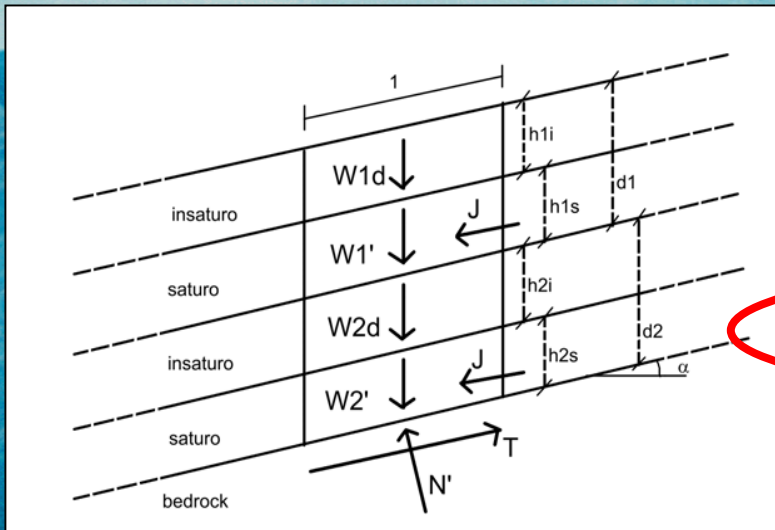 1
h1i
W1d
d1
insaturo
J
h1s
W1'
saturo
h2i
W2d
d2
insaturo
J
h2s
W2'
α
saturo
T
N'
bedrock